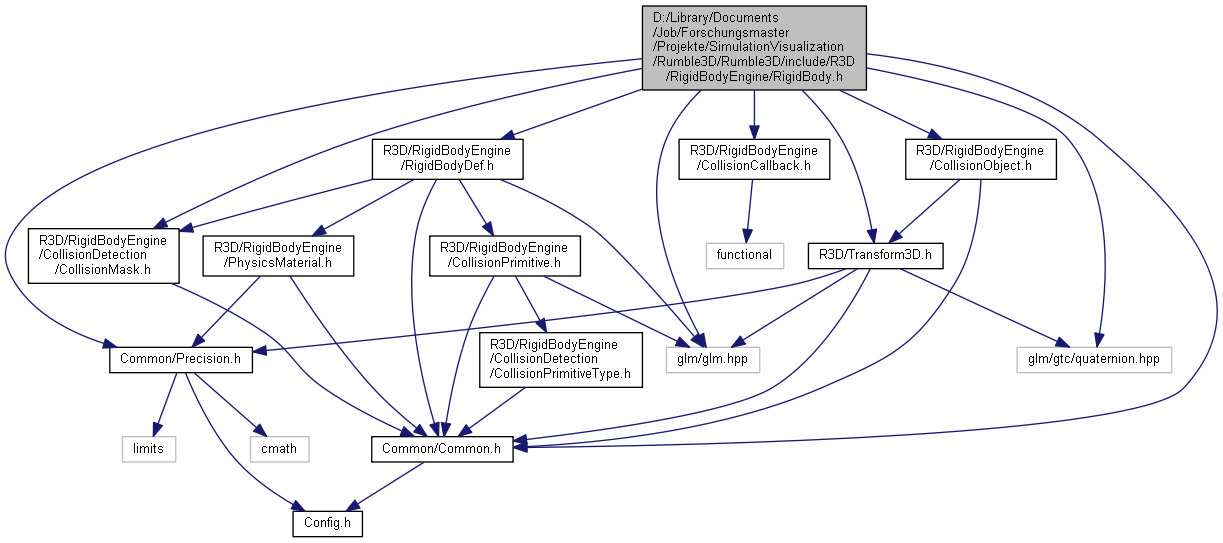 D:/Library/Documents
/Job/Forschungsmaster
/Projekte/SimulationVisualization
/Rumble3D/Rumble3D/include/R3D
/RigidBodyEngine/RigidBody.h
R3D/RigidBodyEngine
/RigidBodyDef.h
R3D/RigidBodyEngine
/CollisionCallback.h
R3D/RigidBodyEngine
/CollisionObject.h
R3D/RigidBodyEngine
/CollisionDetection
/CollisionMask.h
R3D/RigidBodyEngine
/PhysicsMaterial.h
R3D/RigidBodyEngine
/CollisionPrimitive.h
functional
R3D/Transform3D.h
Common/Precision.h
R3D/RigidBodyEngine
/CollisionDetection
/CollisionPrimitiveType.h
glm/glm.hpp
glm/gtc/quaternion.hpp
limits
cmath
Common/Common.h
Config.h